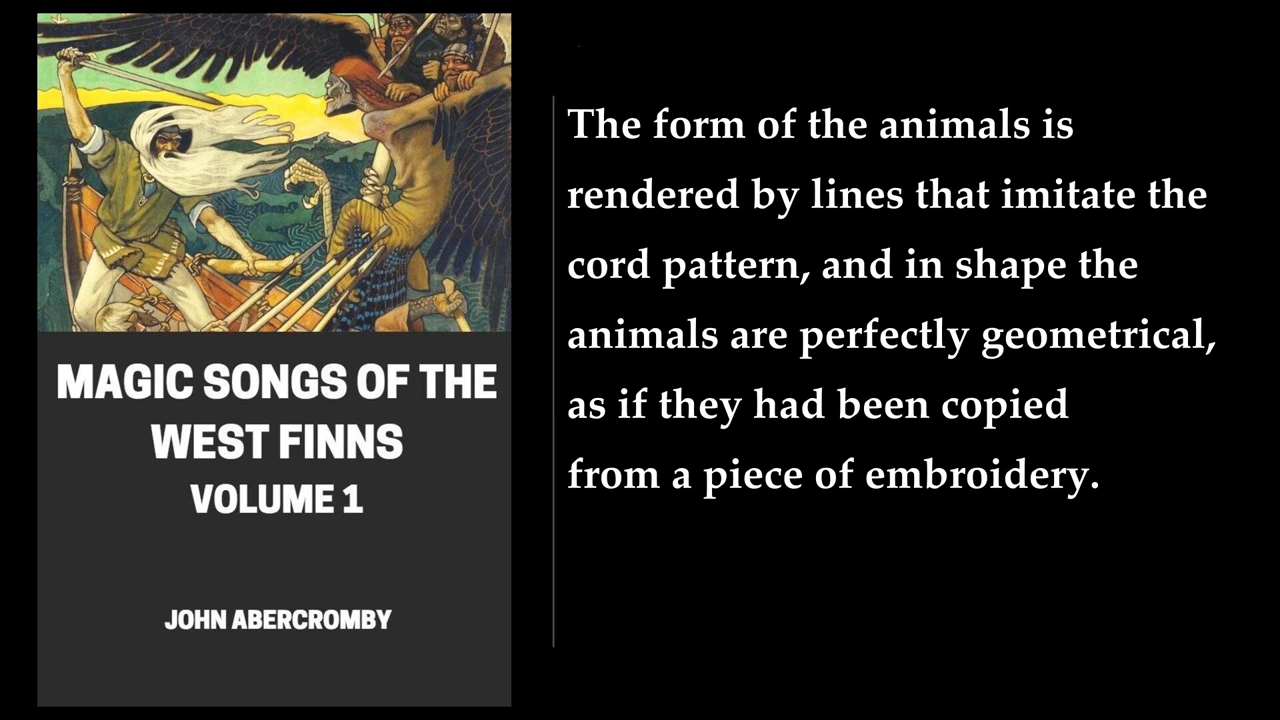 MAGIC SONGS OF THE
WEST FINNS
VOLUME 1
JOHN ABERCROMBY
The form of the animals is
rendered by lines that imitate the
cord pattern, and in shape the
animals are perfectly geometrical,
as if they had been copied
from a piece of embroidery.